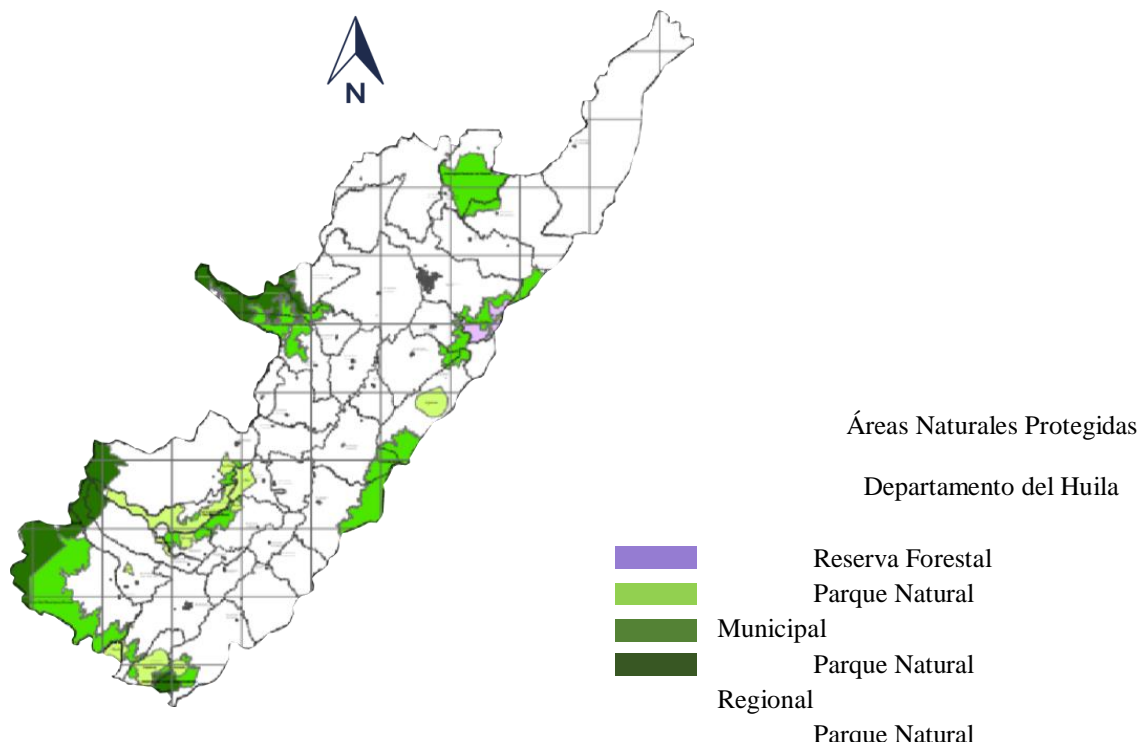 N
Áreas Naturales Protegidas
Departamento del Huila
Reserva Forestal
Parque Natural
Municipal
Parque Natural
Regional
Parque Natural